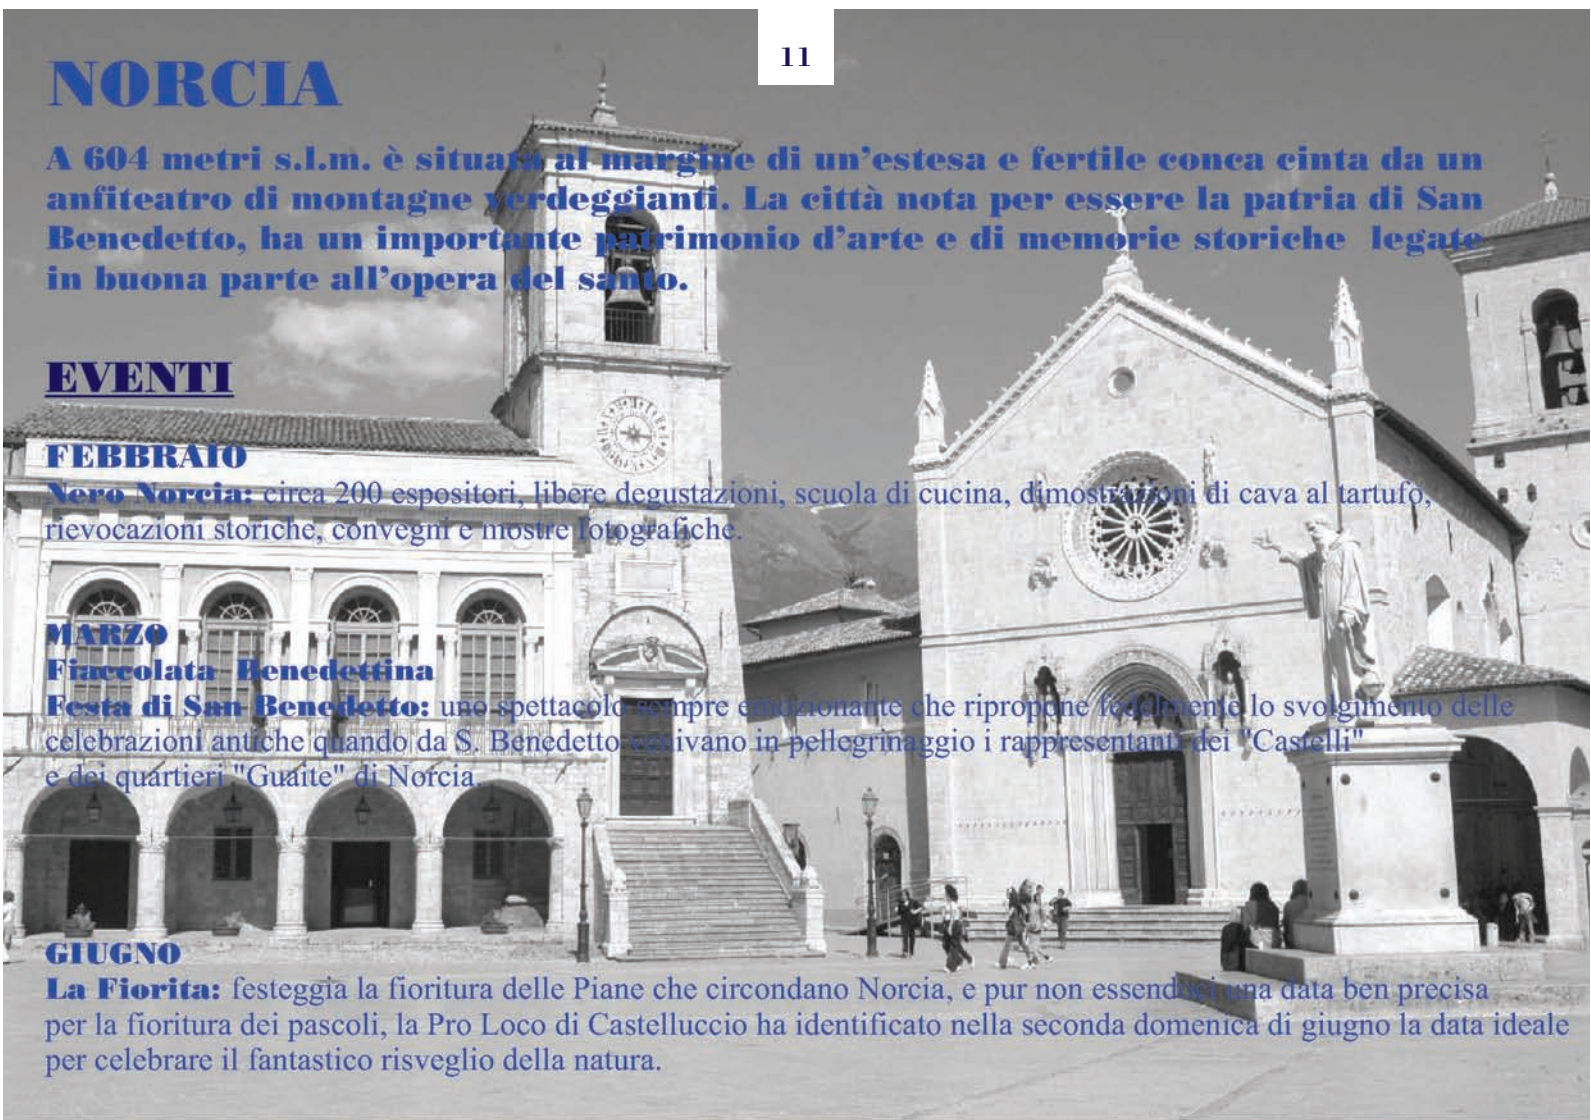 11
NORCIA
A 604 metri s.l.m. è situata al margine di un’estesa e fertile conca cinta da un
anfiteatro di montagne verdeggianti. La città nota per essere la patria di San
Benedetto, ha un importante patrimonio d’arte e di memorie storiche legate
in buona parte all’opera del santo.
EVENTI
FEBBRAIO
Nero Norcia: circa 200 espositori, libere degustazioni, scuola di cucina, dimostrazioni di cava al tartufo,
rievocazioni storiche, convegni e mostre fotografiche.
MARZO
Fiaccolata Benedettina
Festa di San Benedetto: uno spettacolo sempre emozionante che ripropone fedelmente lo svolgimento delle
celebrazioni antiche quando da S. Benedetto venivano in pellegrinaggio i rappresentanti dei "Castelli"
e dei quartieri "Guaite" di Norcia.
GIUGNO
La Fiorita: festeggia la fioritura delle Piane che circondano Norcia, e pur non essendoci una data ben precisa
per la fioritura dei pascoli, la Pro Loco di Castelluccio ha identificato nella seconda domenica di giugno la data ideale
per celebrare il fantastico risveglio della natura.